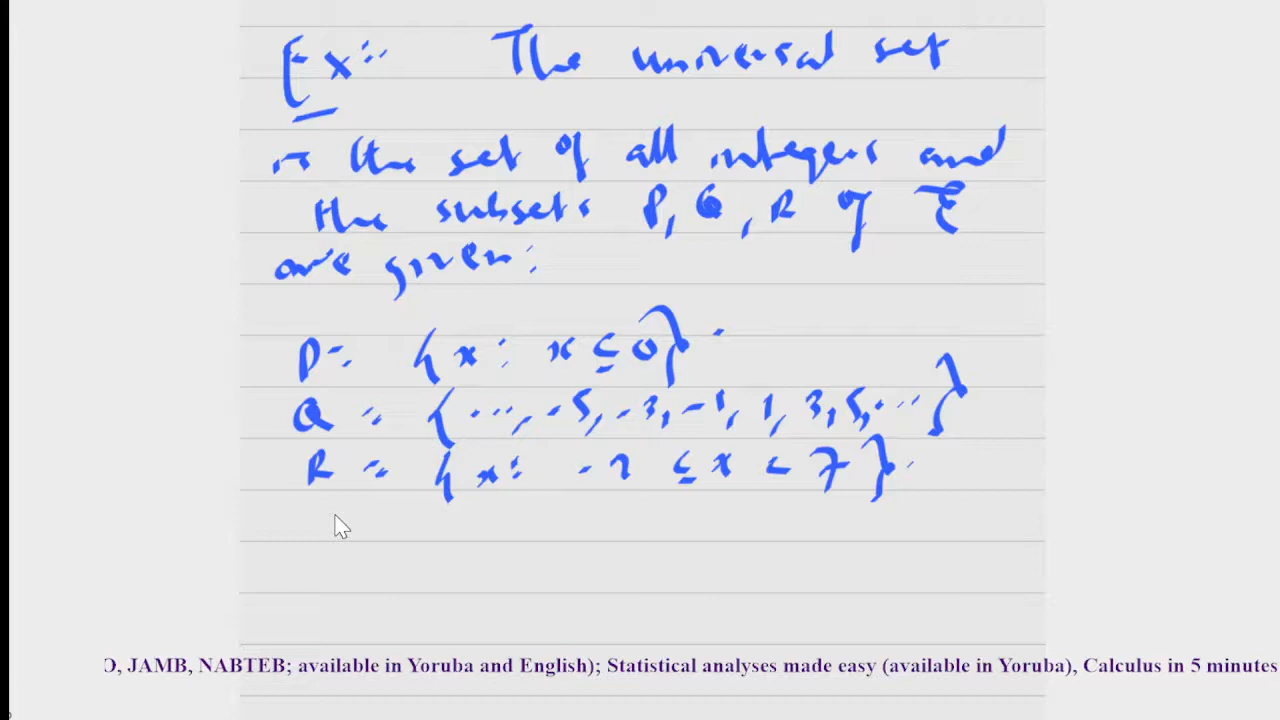 Ex:- The universal set
is the set of all integers and
the subsets P, Q, R of ξ
are given:
P = {x: x ≤ 0}.
Q = {..., -5, -3, -1, 1, 3, 5, ...}
R = {x: -2 ≤ x < 7}.
O, JAMB, NABTEB; available in Yoruba and English); Statistical analyses made easy (available in Yoruba), Calculus in 5 minutes